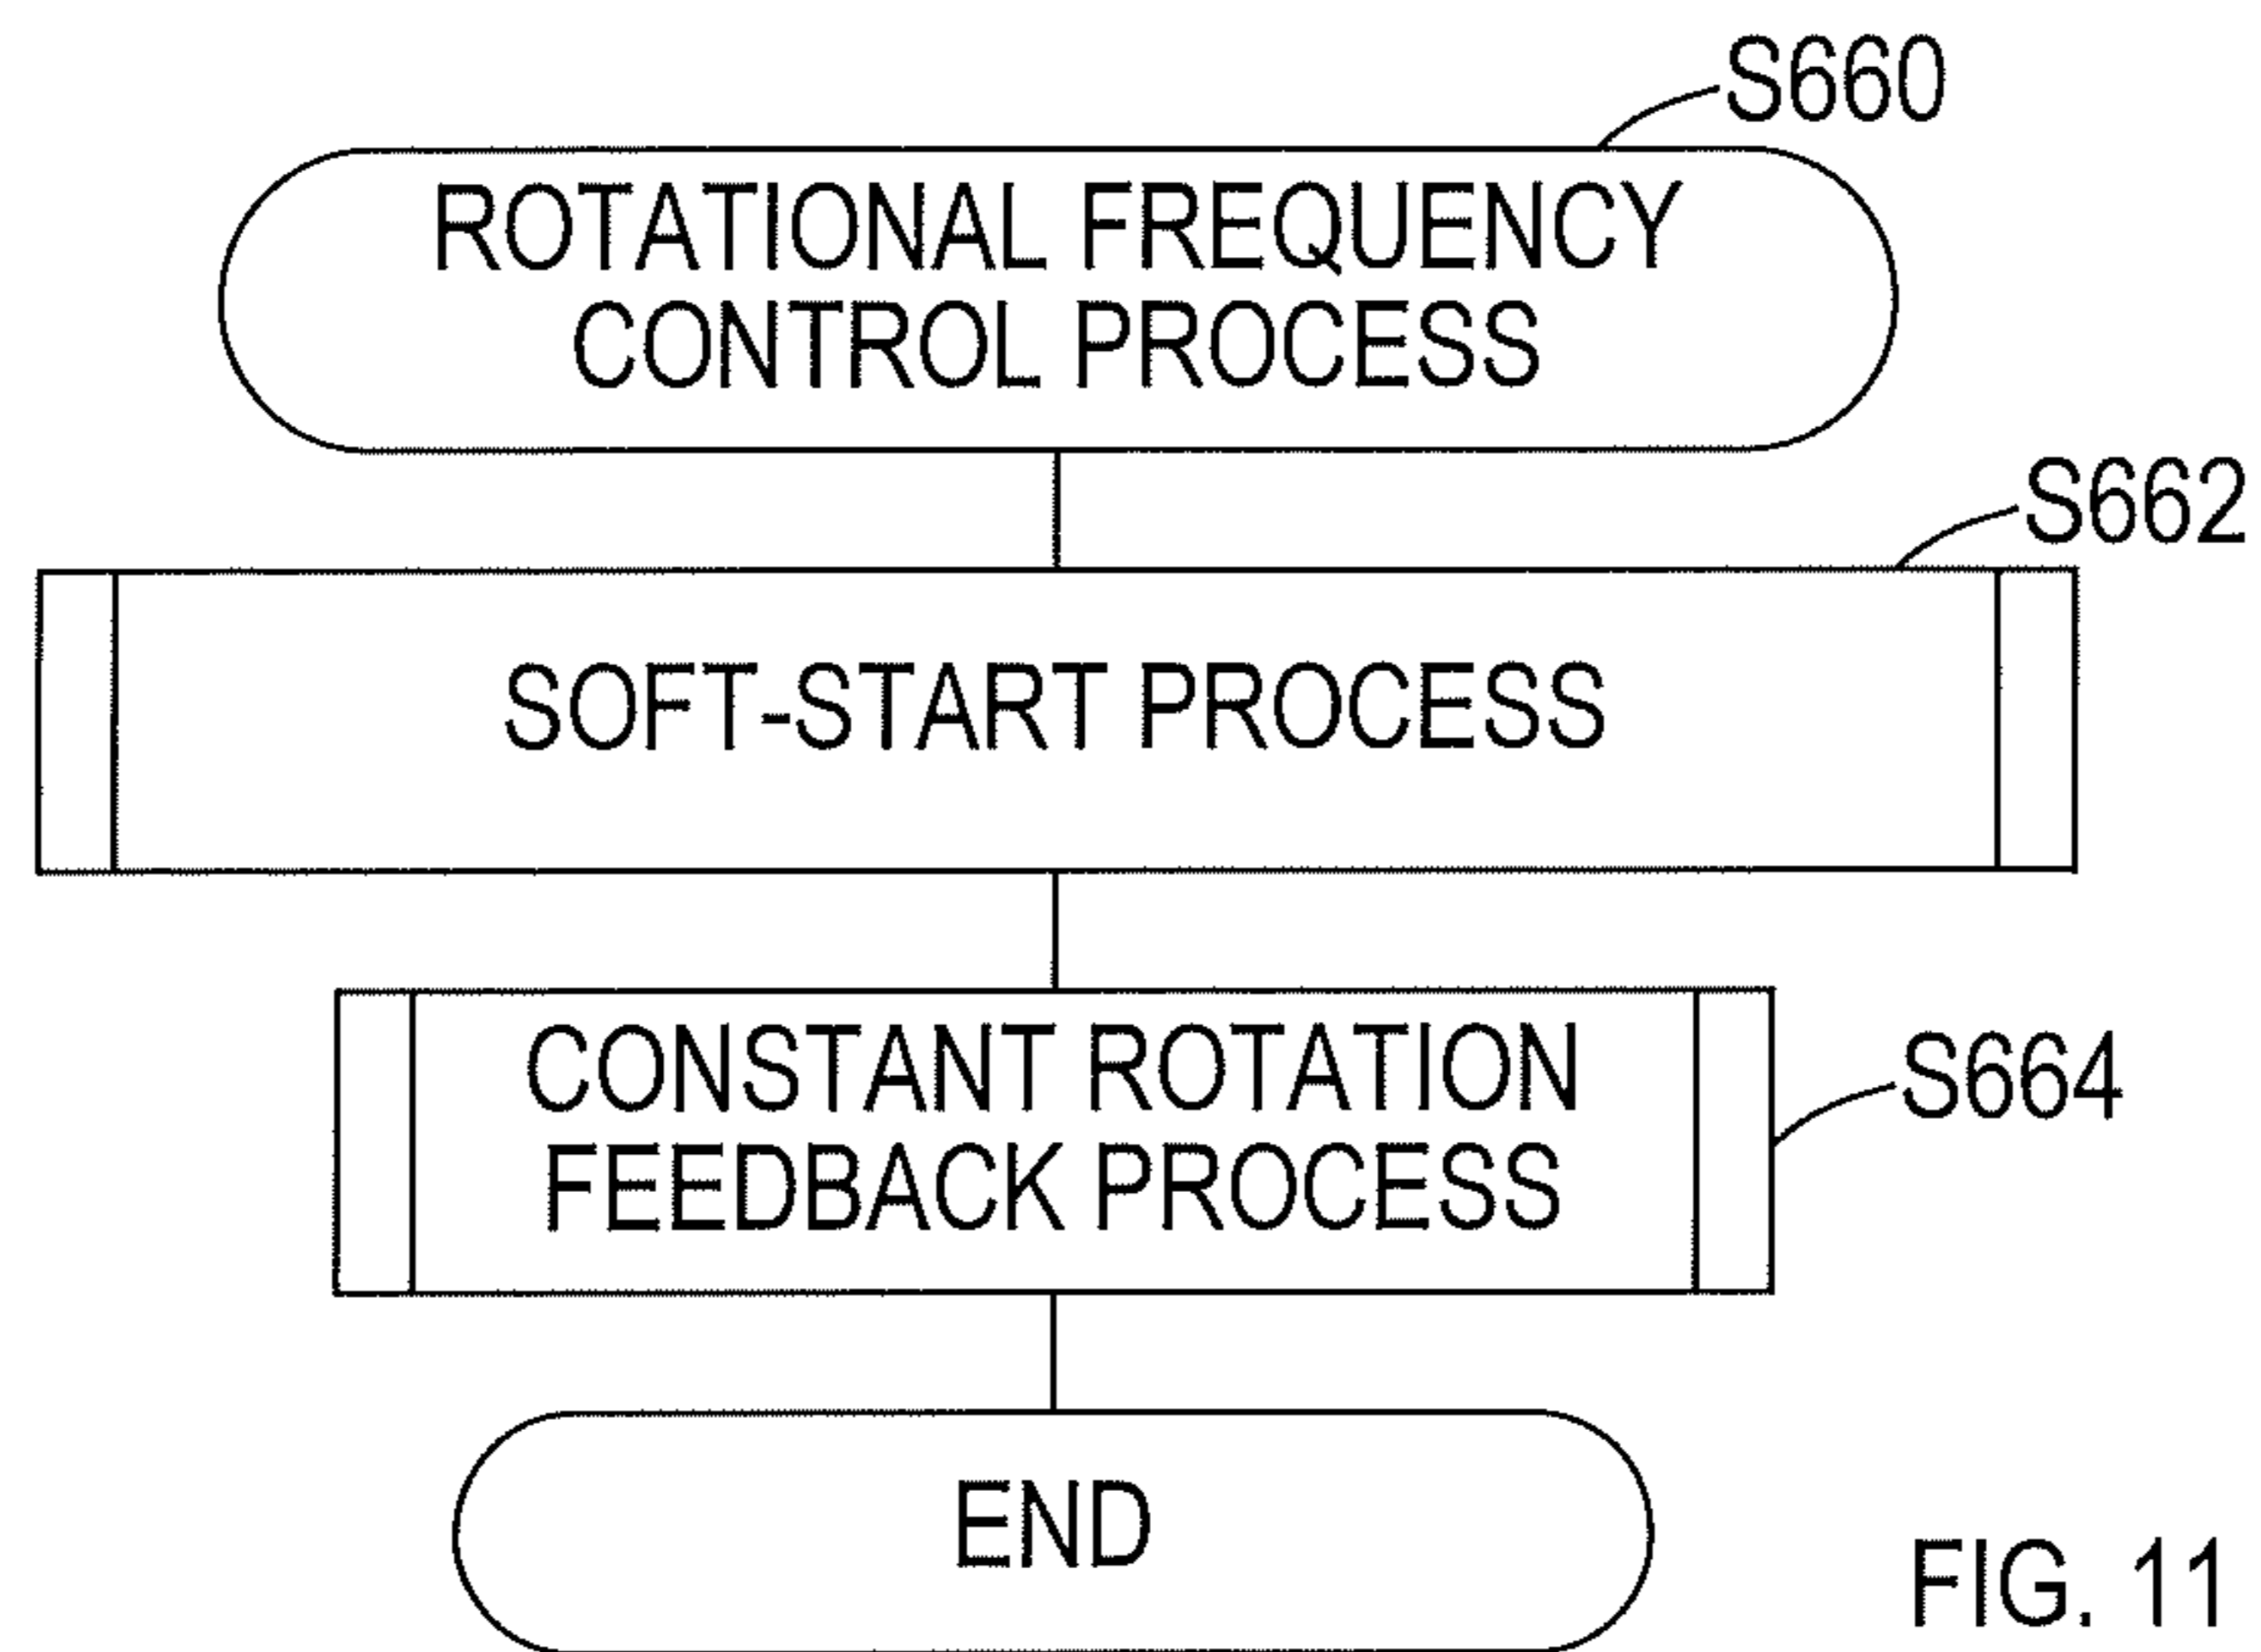 S660
ROTATIONAL FREQUENCY
CONTROL PROCESS
S662
SOFT-START PROCESS
CONSTANT ROTATION
FEEDBACK PROCESS
S664
END
FIG. 11